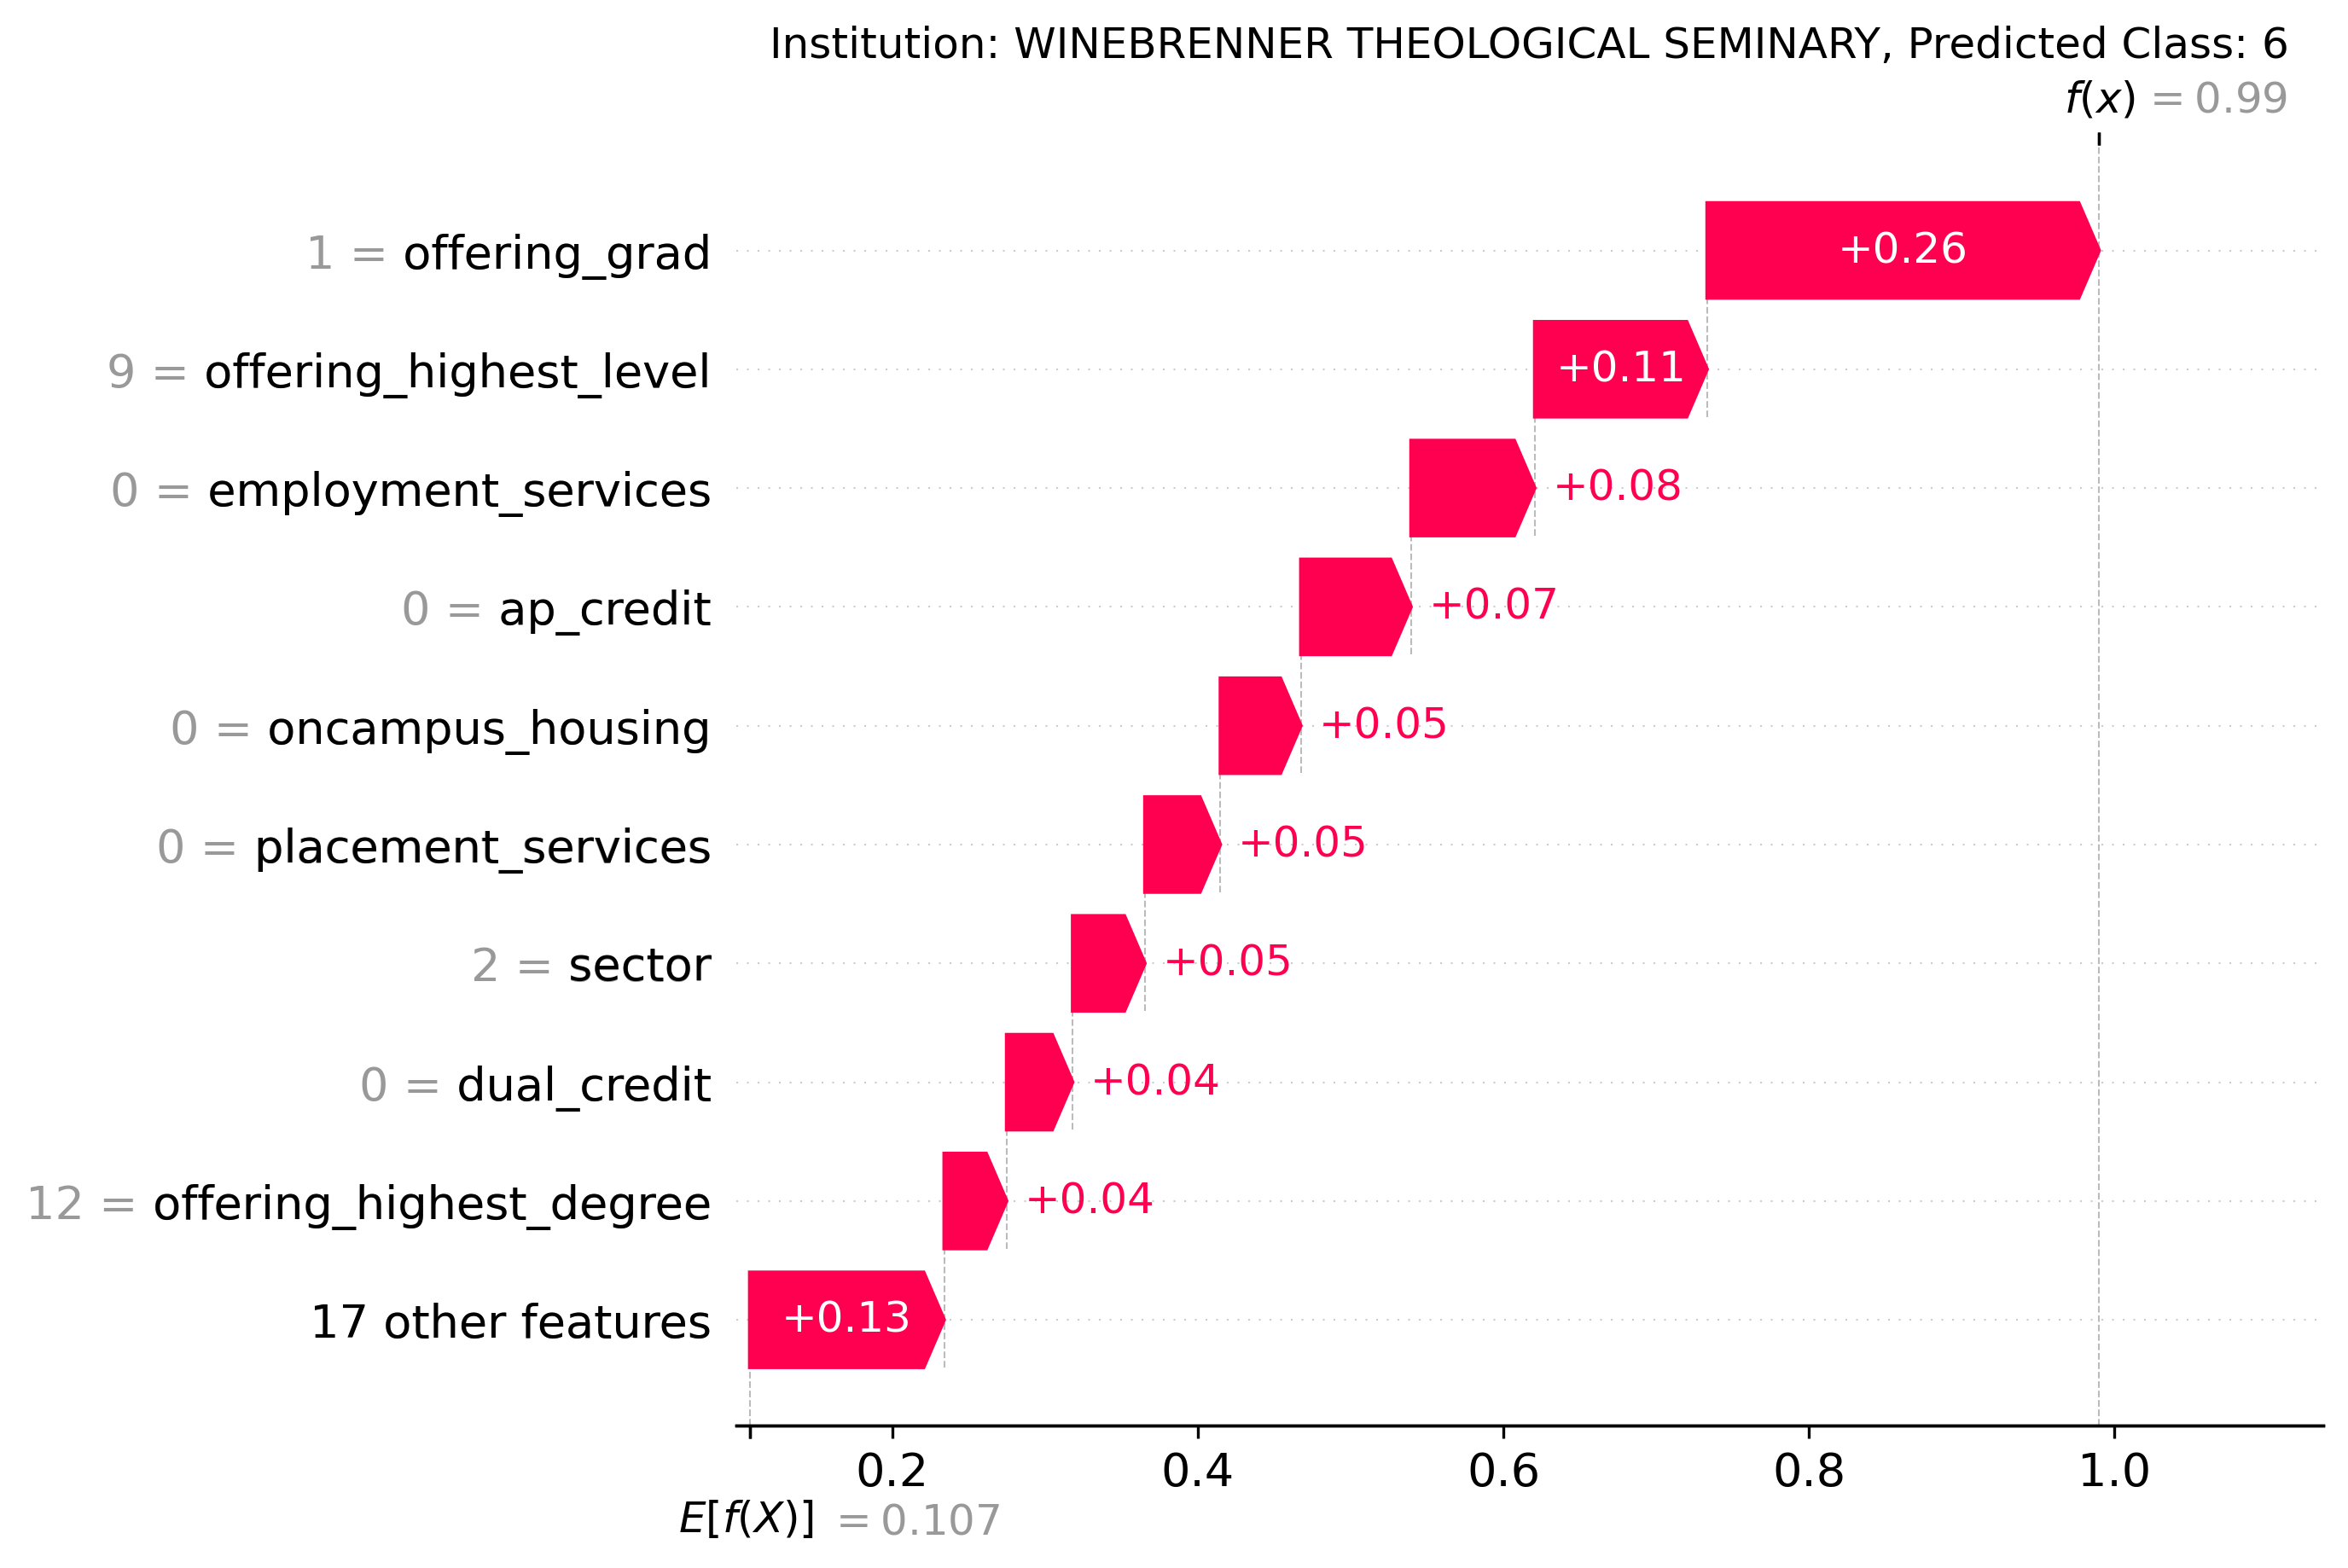 Institution: WINEBRENNER THEOLOGICAL SEMINARY, Predicted Class: 6
f(x) = 0.99
1 = offering_grad +0.26
9 = offering_highest_level +0.11
0 = employment_services +0.08
0 = ap_credit +0.07
0 = oncampus_housing +0.05
0 = placement_services +0.05
2 = sector +0.05
0 = dual_credit +0.04
12 = offering_highest_degree +0.04
17 other features +0.13
0.2 0.4 0.6 0.8 1.0
E[f(X)] = 0.107